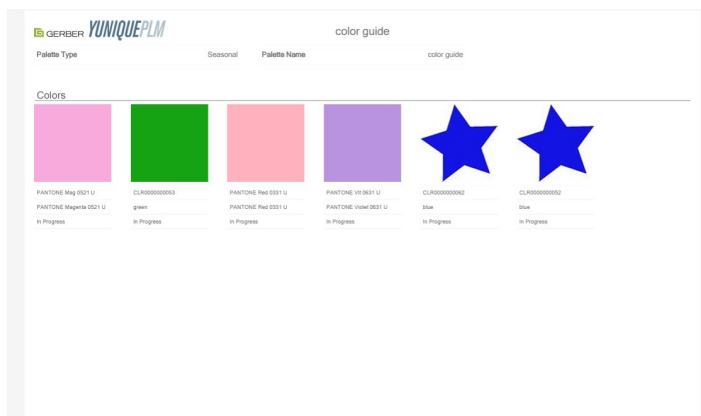 GERBER YUNIQUEPLM
color guide
Palette Type Seasonal Palette Name color guide
Colors
PANTONE Mag 0521 U CLR0000000053 PANTONE Red 0331 U PANTONE Vlt 0631 U CLR0000000062 CLR0000000052
PANTONE Magenta 0521 U green PANTONE Red 0331 U PANTONE Violet 0631 U blue blue
In Progress In Progress In Progress In Progress In Progress In Progress